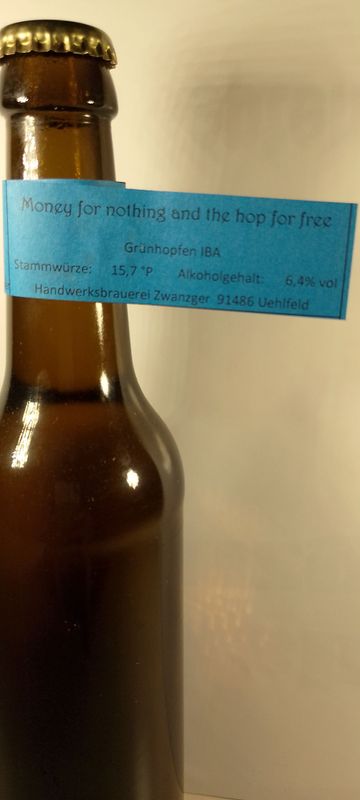 Money for nothing and the hop for free
Grünhopfen IBA
Stammwürze: 15,7 °P Alkoholgehalt: 6,4% vol
Handwerksbrauerei Zwanzger 91486 Uehlfeld